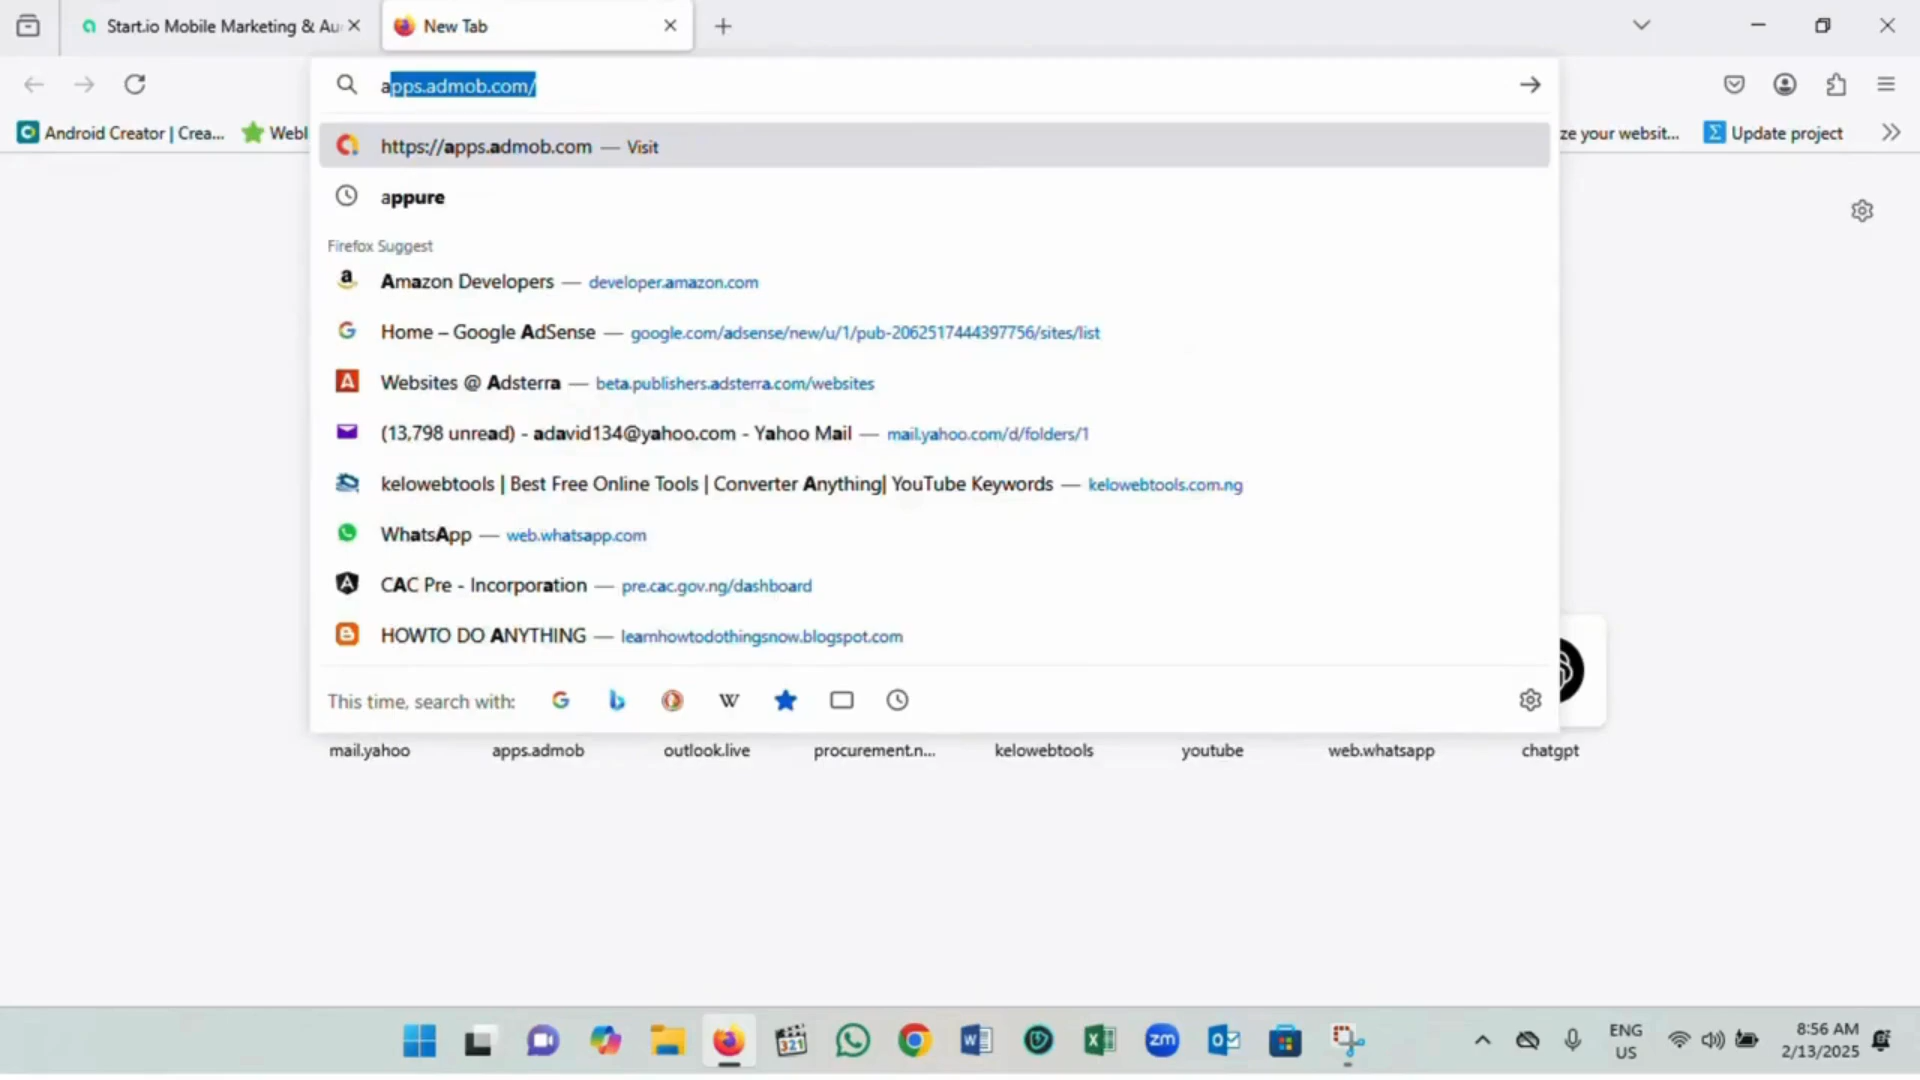 Start.io Mobile Marketing & Au
New Tab
apps.admob.com/
Android Creator | Crea...
Webl
ze your websit...
Update project
https://apps.admob.com — Visit
appure
Firefox Suggest
Amazon Developers — developer.amazon.com
Home – Google AdSense — google.com/adsense/new/u/1/pub-2062517444397756/sites/list
Websites @ Adsterra — beta.publishers.adsterra.com/websites
(13,798 unread) - adavid134@yahoo.com - Yahoo Mail — mail.yahoo.com/d/folders/1
kelowebtools | Best Free Online Tools | Converter Anything| YouTube Keywords — kelowebtools.com.ng
WhatsApp — web.whatsapp.com
CAC Pre - Incorporation — pre.cac.gov.ng/dashboard
HOWTO DO ANYTHING — learnhowtodothingsnow.blogspot.com
This time, search with:
mail.yahoo
apps.admob
outlook.live
procurement.n...
kelowebtools
youtube
web.whatsapp
chatgpt
321
zm
ENG
US
8:56 AM
2/13/2025